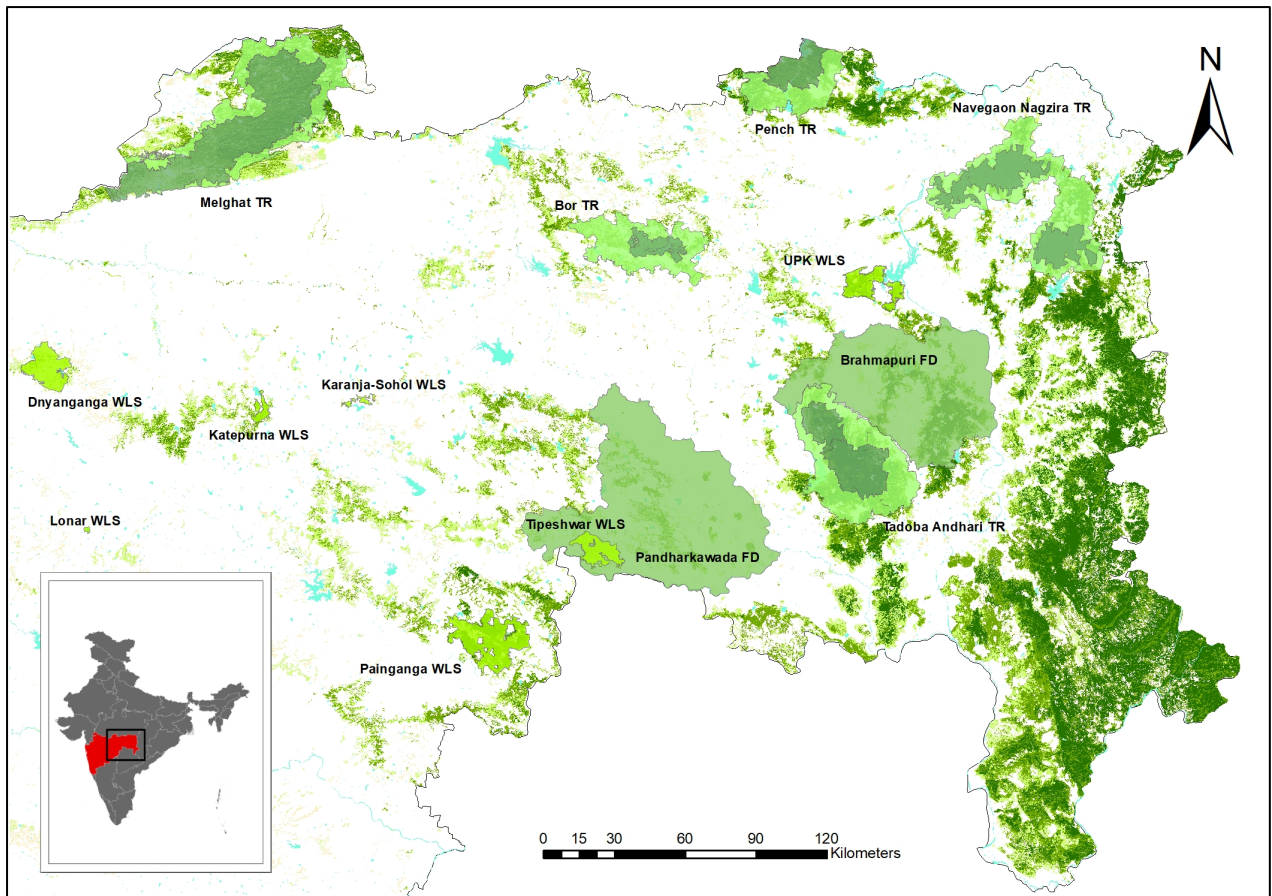 N
Navegaon Nagzira TR
Pench TR
Melghat TR
Bor TR
UPK WLS
Brahmapuri FD
Karanja-Sohol WLS
Dnyanganga WLS
Katepurna WLS
Lonar WLS
Tipeshwar WLS
Tadoba Andhari TR
Pandharkawada FD
Painganga WLS
0 15 30 60 90 120
Kilometers